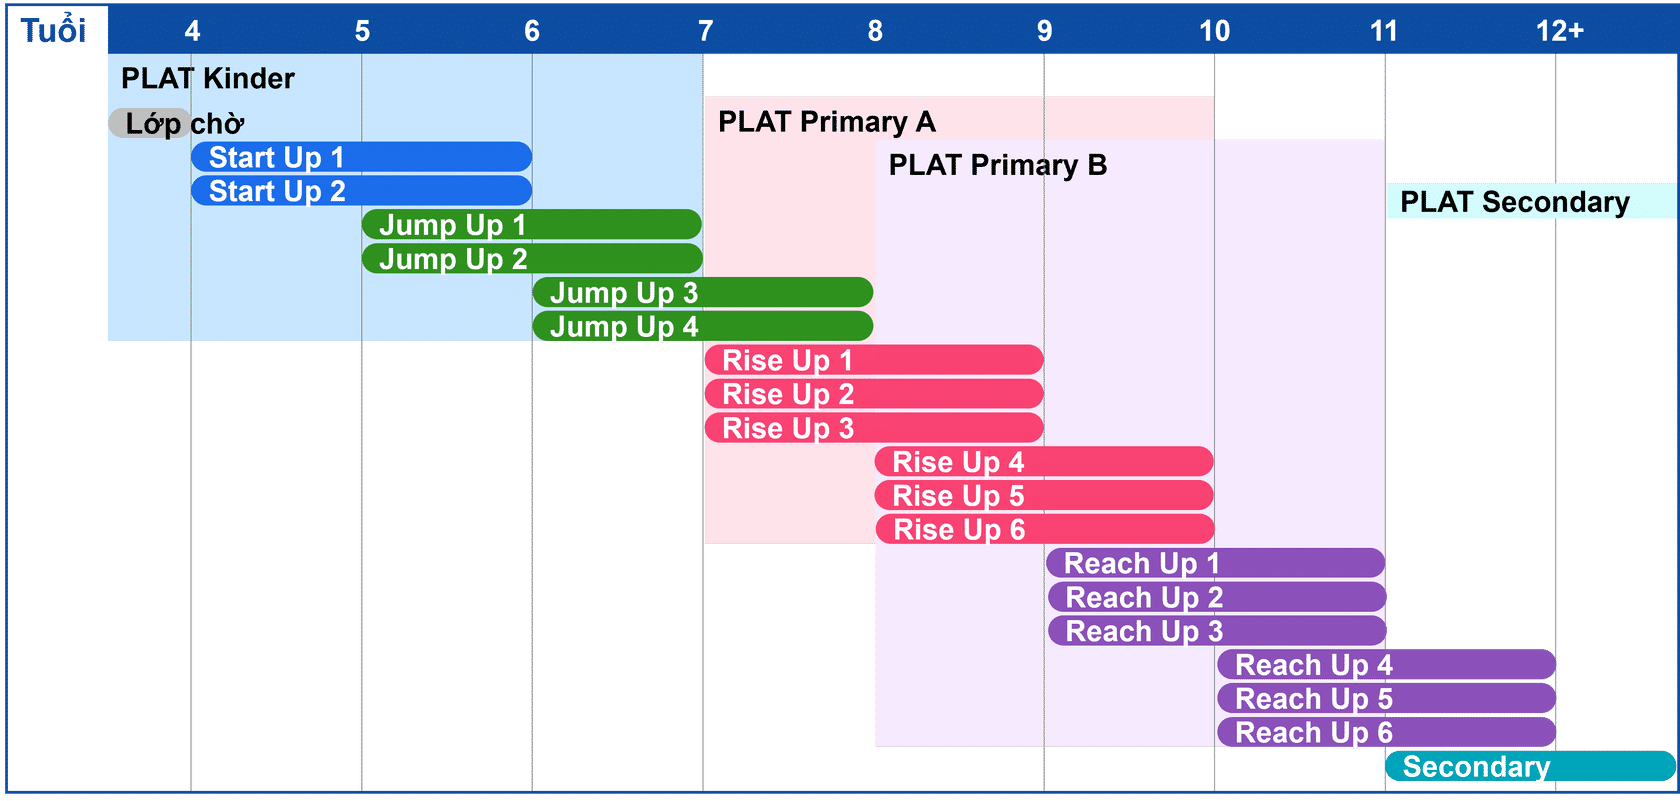 Tuổi 4 5 6 7 8 9 10 11 12+
PLAT Kinder
PLAT Primary A
Lớp chờ
Start Up 1
PLAT Primary B
Start Up 2
PLAT Secondary
Jump Up 1
Jump Up 2
Jump Up 3
Jump Up 4
Rise Up 1
Rise Up 2
Rise Up 3
Rise Up 4
Rise Up 5
Rise Up 6
Reach Up 1
Reach Up 2
Reach Up 3
Reach Up 4
Reach Up 5
Reach Up 6
Secondary